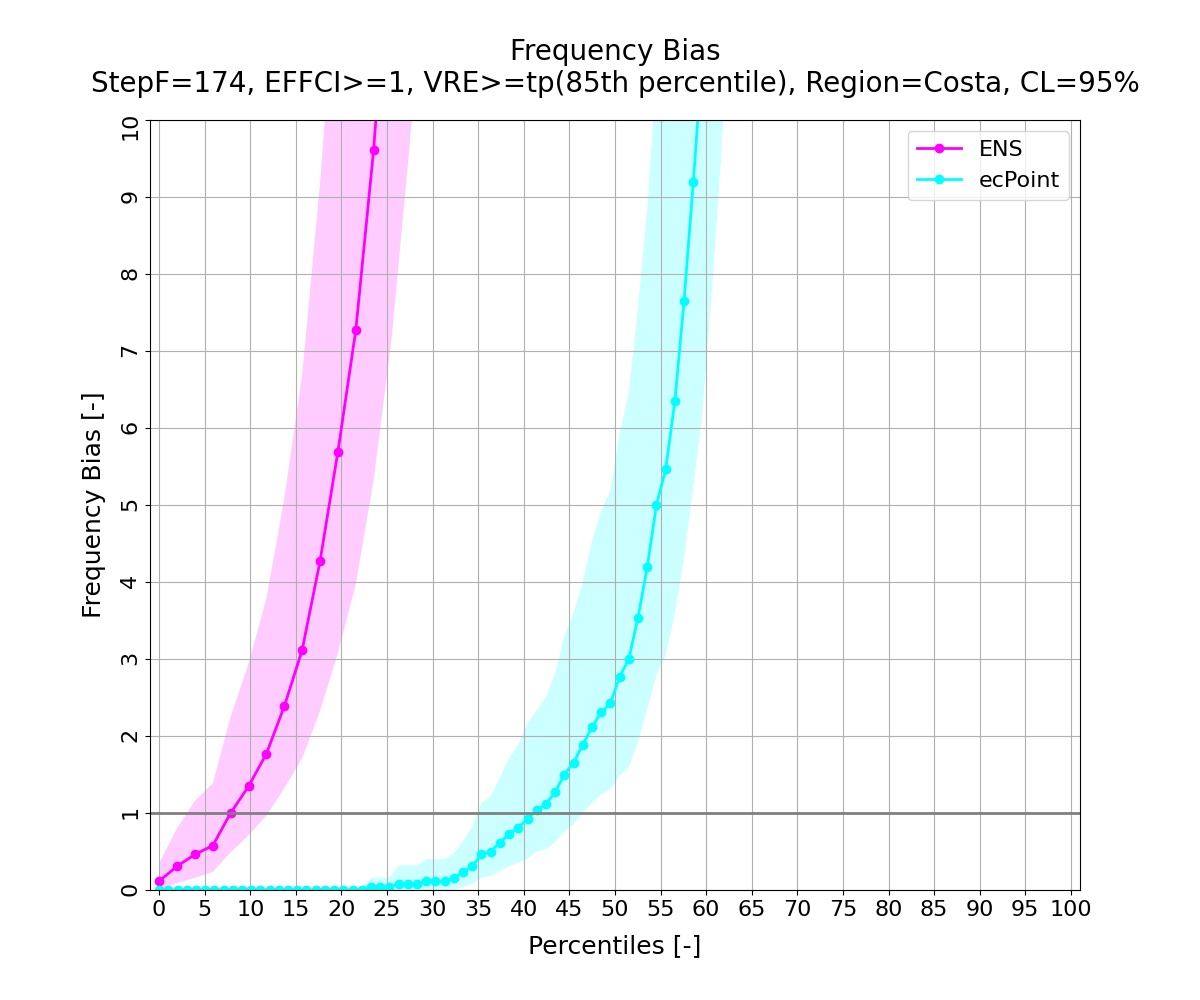 Frequency Bias
StepF=174, EFFCI>=1, VRE>=tp(85th percentile), Region=Costa, CL=95%
ENS
ecPoint
Frequency Bias [-]
10
9
8
7
6
5
4
3
2
1
0
0 5 10 15 20 25 30 35 40 45 50 55 60 65 70 75 80 85 90 95 100
Percentiles [-]